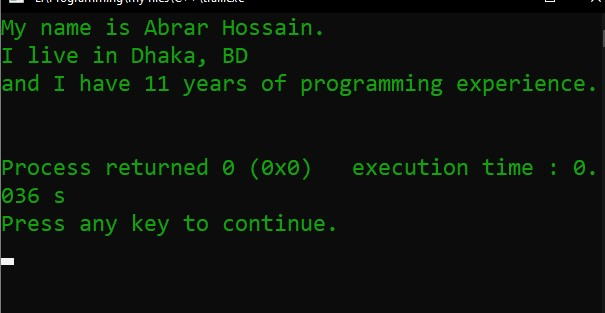 My name is Abrar Hossain.
I live in Dhaka, BD
and I have 11 years of programming experience.
Process returned 0 (0x0)   execution time : 0.
036 s
Press any key to continue.